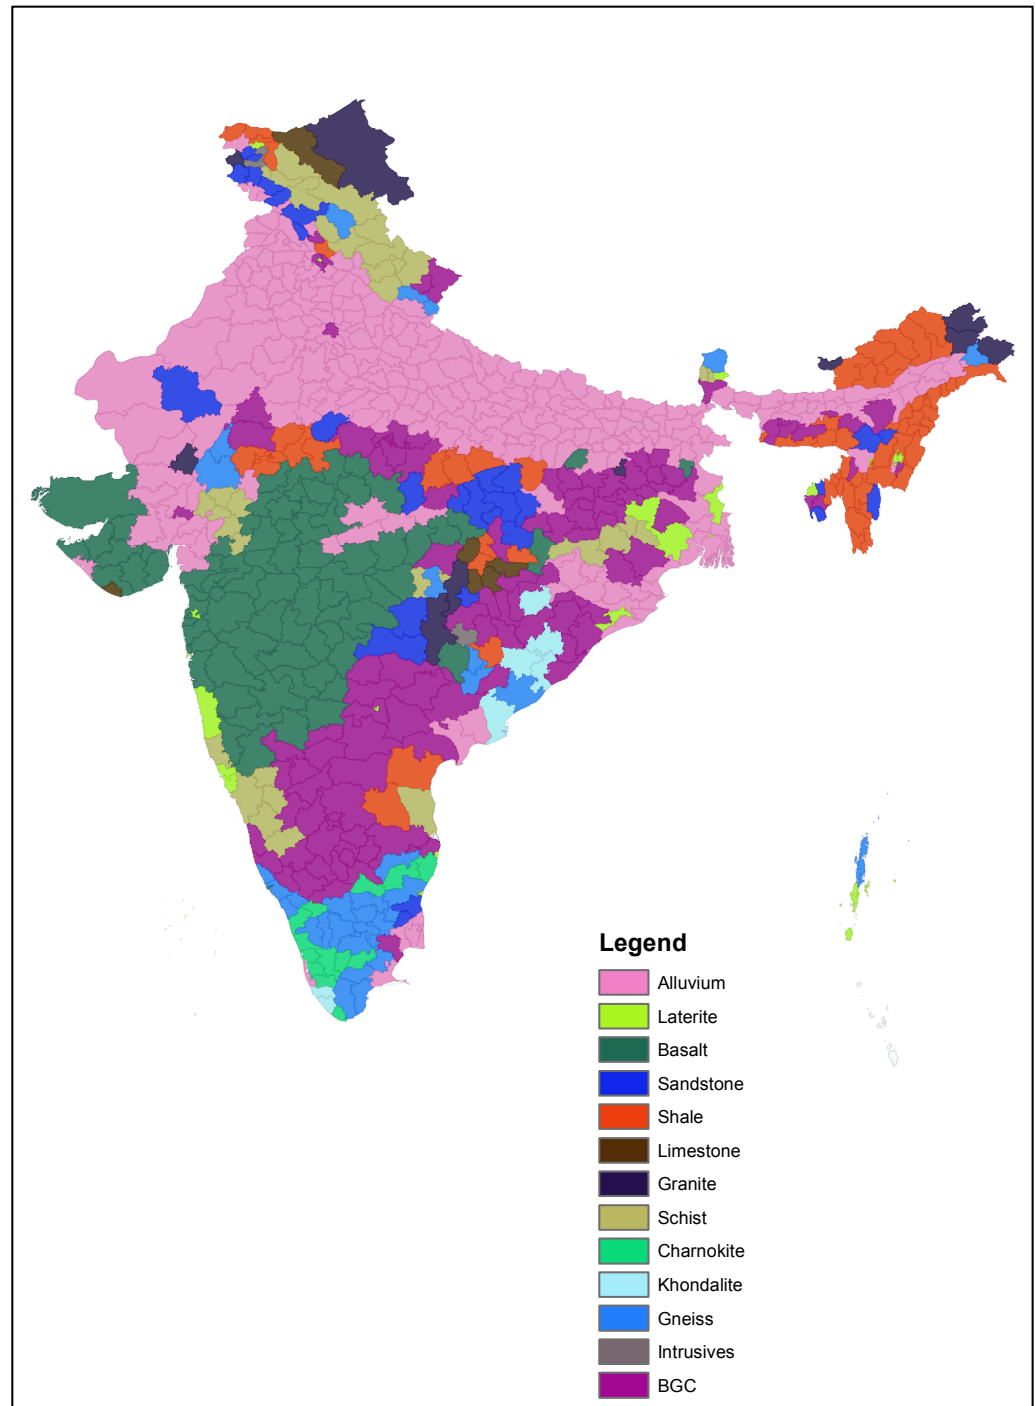 Legend
Alluvium
Laterite
Basalt
Sandstone
Shale
Limestone
Granite
Schist
Charnokite
Khondalite
Gneiss
Intrusives
BGC